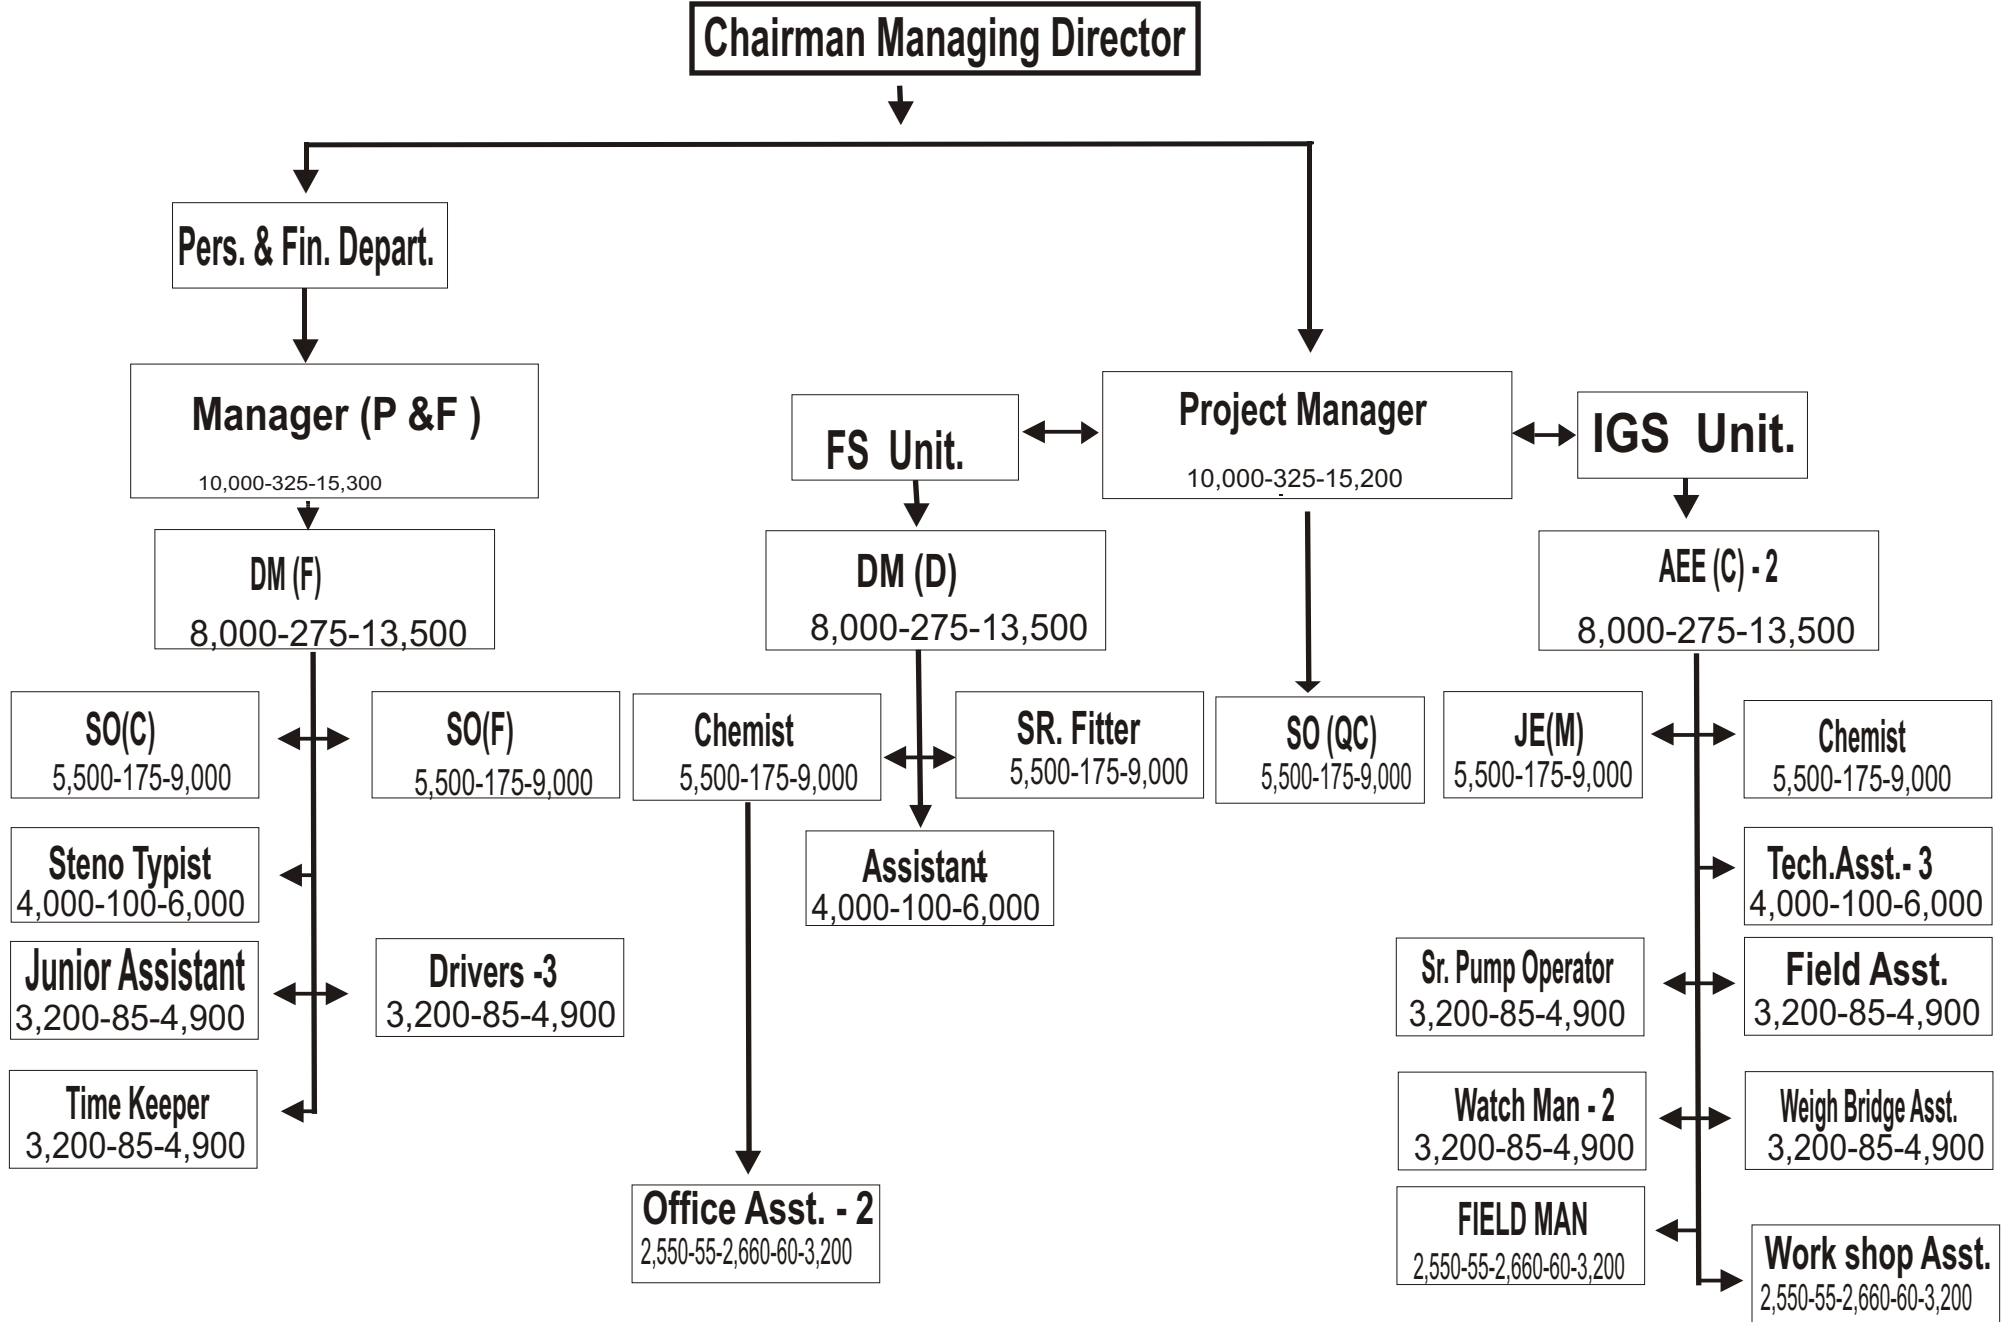 Chairman Managing Director
Pers. & Fin. Depart.
Manager (P &F )
10,000-325-15,300
FS Unit.
Project Manager
10,000-325-15,200
IGS Unit.
DM (F)
8,000-275-13,500
DM (D)
8,000-275-13,500
AEE (C) - 2
8,000-275-13,500
SO(C)
5,500-175-9,000
SO(F)
5,500-175-9,000
Chemist
5,500-175-9,000
SR. Fitter
5,500-175-9,000
SO (QC)
5,500-175-9,000
JE(M)
5,500-175-9,000
Chemist
5,500-175-9,000
Steno Typist
4,000-100-6,000
Assistant
4,000-100-6,000
Tech.Asst.- 3
4,000-100-6,000
Junior Assistant
3,200-85-4,900
Drivers -3
3,200-85-4,900
Sr. Pump Operator
3,200-85-4,900
Field Asst.
3,200-85-4,900
Time Keeper
3,200-85-4,900
Watch Man - 2
3,200-85-4,900
Weigh Bridge Asst.
3,200-85-4,900
Office Asst. - 2
2,550-55-2,660-60-3,200
FIELD MAN
2,550-55-2,660-60-3,200
Work shop Asst.
2,550-55-2,660-60-3,200